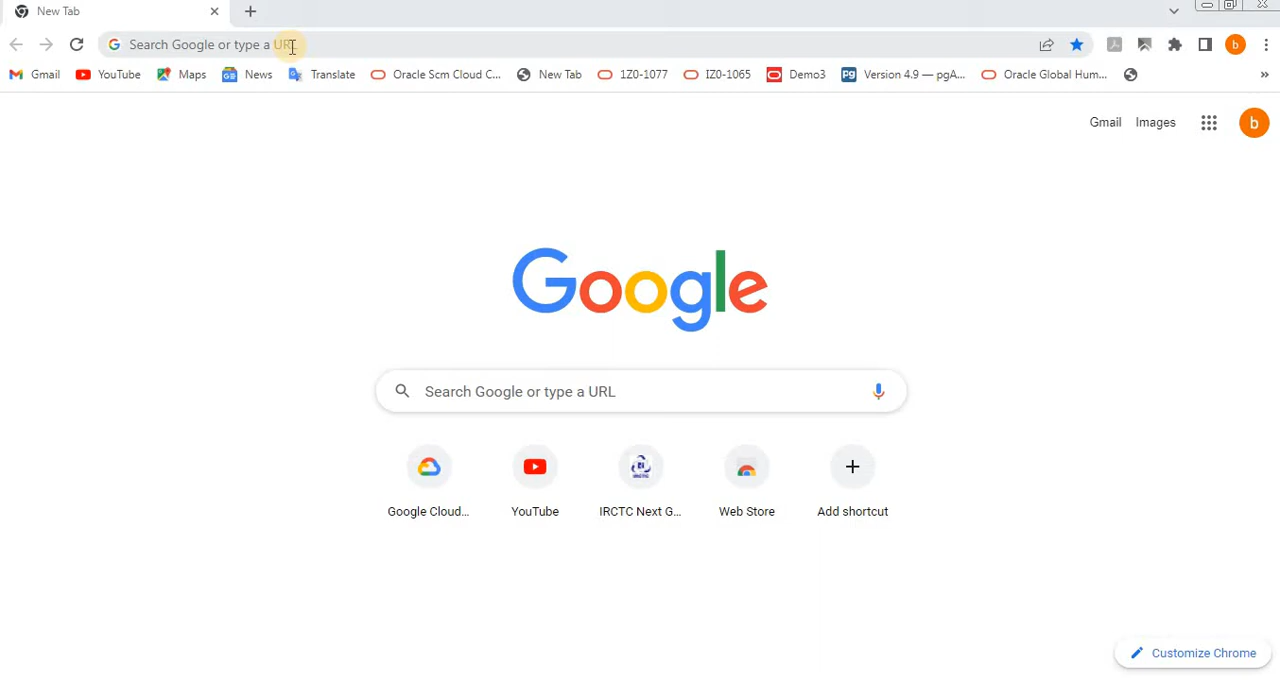 New Tab
Search Google or type a URL
b
Gmail YouTube Maps News Translate Oracle Scm Cloud C... New Tab 1Z0-1077 IZ0-1065 Demo3 Version 4.9 — pgA... Oracle Global Hum... »
Gmail Images b
Google
Search Google or type a URL
Google Cloud... YouTube IRCTC Next G... Web Store Add shortcut
Customize Chrome